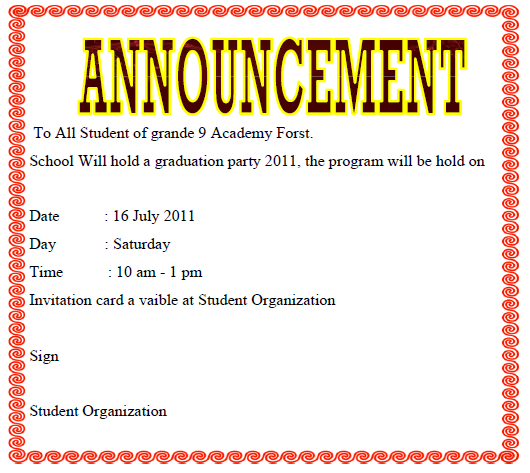 ANNOUNCEMENT
To All Student of grande 9 Academy Forst.
School Will hold a graduation party 2011, the program will be hold on
Date : 16 July 2011
Day : Saturday
Time : 10 am - 1 pm
Invitation card a vaible at Student Organization
Sign
Student Organization